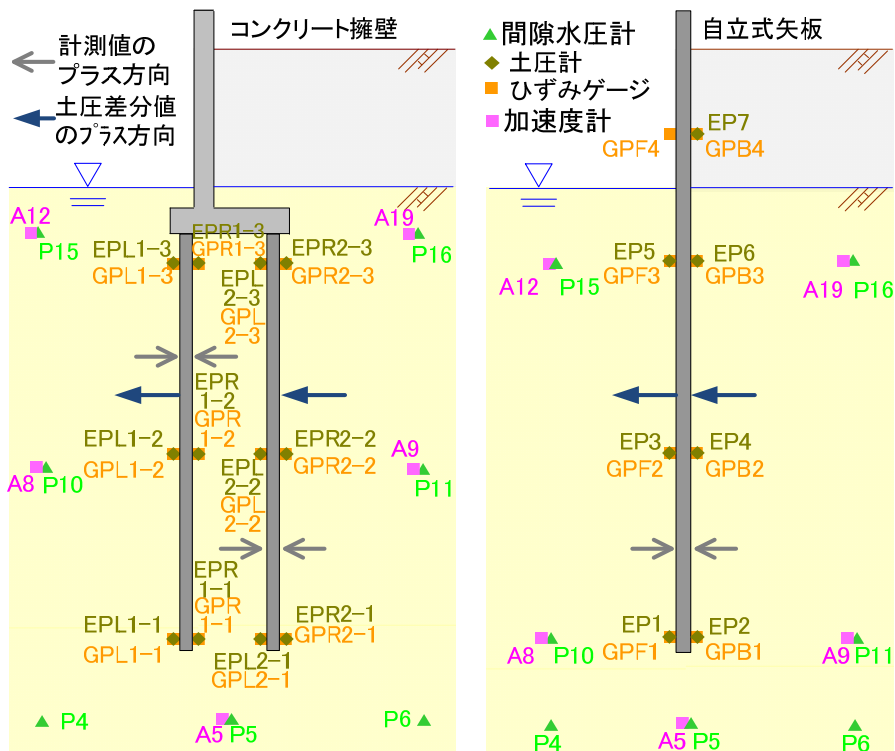 コンクリート擁壁
計測値の
プラス方向
土圧差分値
のプラス方向
A12
P15
A19
P16
EPL1-3
GPL1-3
EPR1-3
GPR1-3
EPR2-3
GPR2-3
EPL
2-3
GPL
2-3
EPR
1-2
GPR
1-2
EPL1-2
GPL1-2
EPR2-2
GPR2-2
EPL
2-2
GPL
2-2
A8
P10
A9
P11
EPR
1-1
GPR
1-1
EPL1-1
GPL1-1
EPR2-1
GPR2-1
EPL2-1
GPL2-1
P4
A5
P5
P6
自立式矢板
間隙水圧計
土圧計
ひずみゲージ
加速度計
EP7
GPF4
GPB4
EP5
GPF3
EP6
GPB3
A12
P15
A19
P16
EP3
GPF2
EP4
GPB2
EP1
GPF1
EP2
GPB1
A8
P10
A9
P11
P4
A5
P5
P6